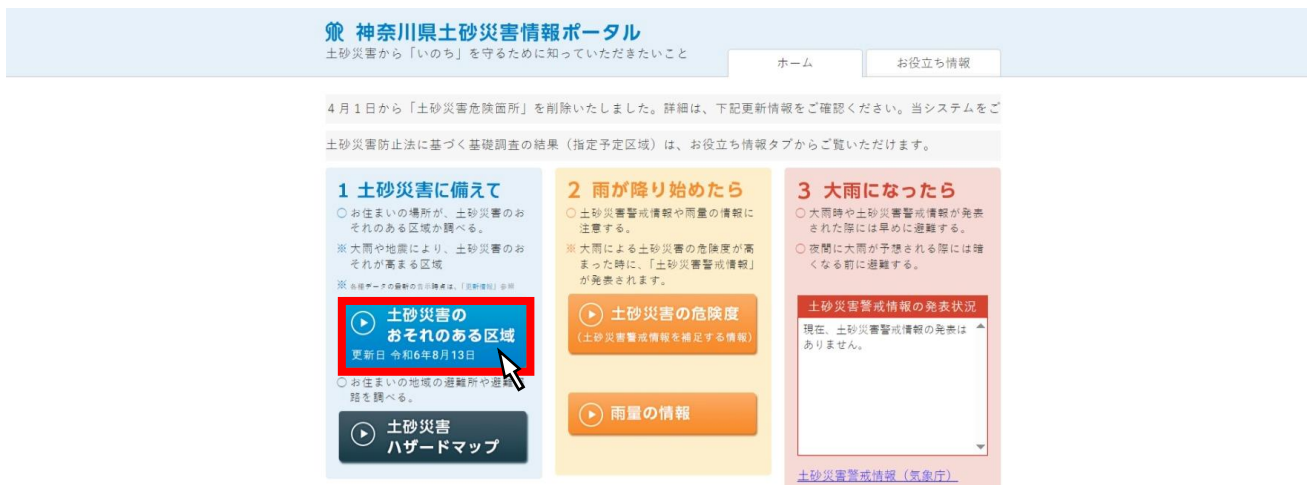 神奈川県土砂災害情報ポータル
土砂災害から「いのち」を守るために知っていただきたいこと
ホーム
お役立ち情報
4月1日から「土砂災害危険箇所」を削除いたしました。詳細は、下記更新情報をご確認ください。当システムをご
土砂災害防止法に基づく基礎調査の結果（指定予定区域）は、お役立ち情報タブからご覧いただけます。
1 土砂災害に備えて
○お住まいの場所が、土砂災害のお
それのある区域か調べる。
※大雨や地震により、土砂災害のお
それが高まる区域
※各種データの最新の告示時点は、「更新情報」参照
土砂災害の
おそれのある区域
更新日 令和6年8月13日
○お住まいの地域の避難所や避難
路を調べる。
土砂災害
ハザードマップ
2 雨が降り始めたら
○土砂災害警戒情報や雨量の情報に
注意する。
※大雨による土砂災害の危険度が高
まった時に、「土砂災害警戒情報」
が発表されます。
土砂災害の危険度
（土砂災害警戒情報を補足する情報）
雨量の情報
3 大雨になったら
○大雨時や土砂災害警戒情報が発表
された際には早めに避難する。
○夜間に大雨が予想される際には暗
くなる前に避難する。
土砂災害警戒情報の発表状況
現在、土砂災害警戒情報の発表は
ありません。
土砂災害警戒情報（気象庁）